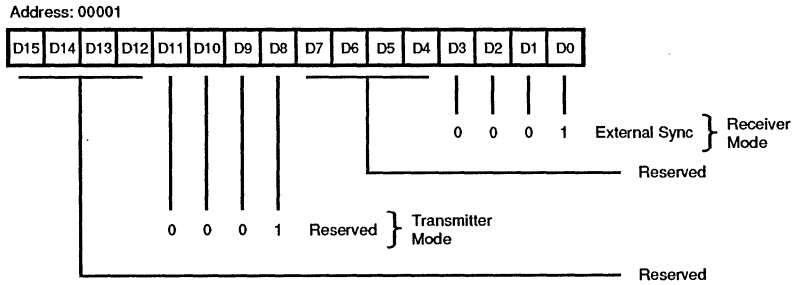 Address: 00001
D15 D14 D13 D12 D11 D10 D9 D8 D7 D6 D5 D4 D3 D2 D1 D0
0 0 0 1 External Sync } Receiver Mode
Reserved
0 0 0 1 Reserved } Transmitter Mode
Reserved